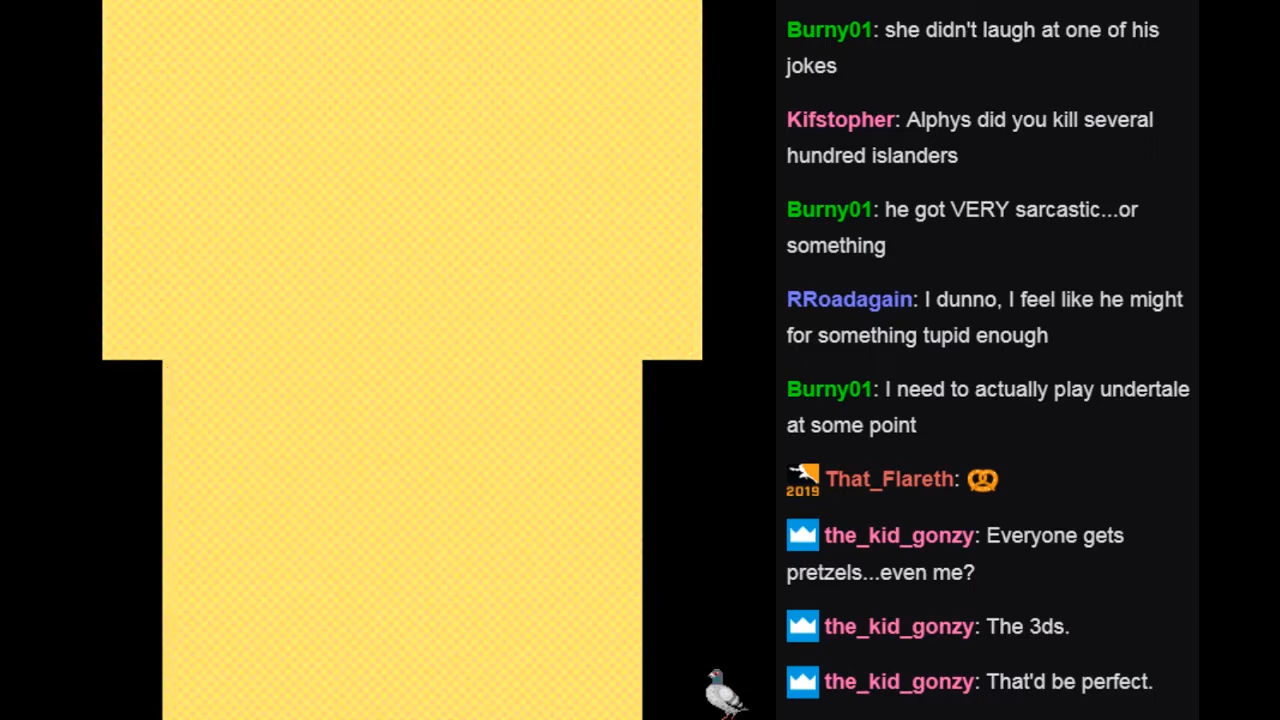 Burny01: she didn't laugh at one of his
jokes
Kifstopher: Alphys did you kill several
hundred islanders
Burny01: he got VERY sarcastic...or
something
RRoadagain: I dunno, I feel like he might
for something tupid enough
Burny01: I need to actually play undertale
at some point
2019 That_Flareth: 🥨
the_kid_gonzy: Everyone gets
pretzels...even me?
the_kid_gonzy: The 3ds.
the_kid_gonzy: That'd be perfect.